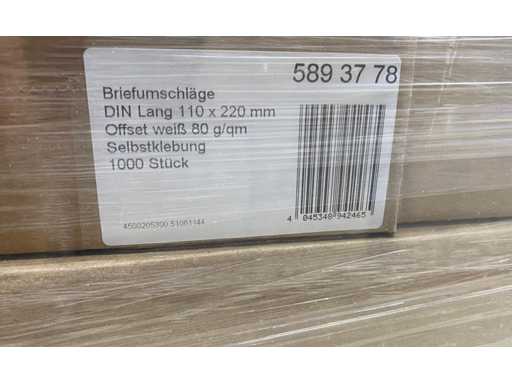 589 37 78
Briefumschläge
DIN Lang 110 x 220 mm
Offset weiß 80 g/qm
Selbstklebung
1000 Stück
4 045348 942465
4500205300 51061144